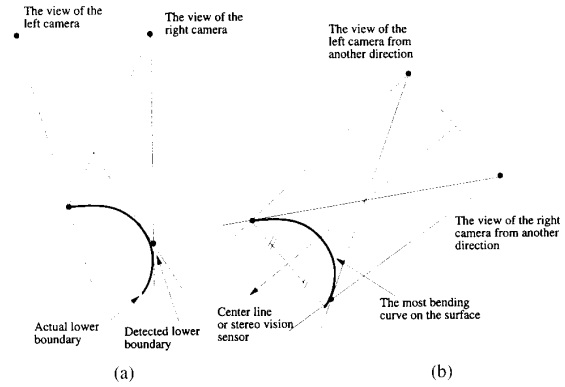 The view of the
left camera
The view of the
right camera
Actual lower
boundary
Detected lower
boundary
(a)
The view of the
left camera from
another direction
The view of the right
camera from another
direction
Center line
or stereo vision
sensor
The most bending
curve on the surface
(b)